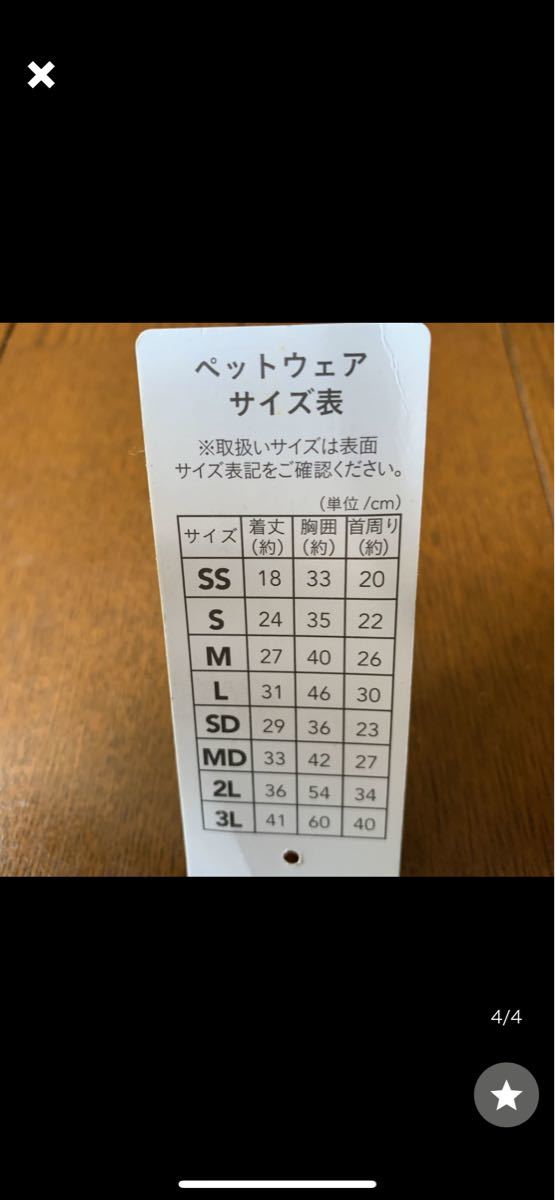 ペットウェア
サイズ表
※取扱いサイズは表面
サイズ表記をご確認ください。
(単位/cm)
サイズ 着丈(約) 胸囲(約) 首周り(約)
SS 18 33 20
S 24 35 22
M 27 40 26
L 31 46 30
SD 29 36 23
MD 33 42 27
2L 36 54 34
3L 41 60 40
4/4